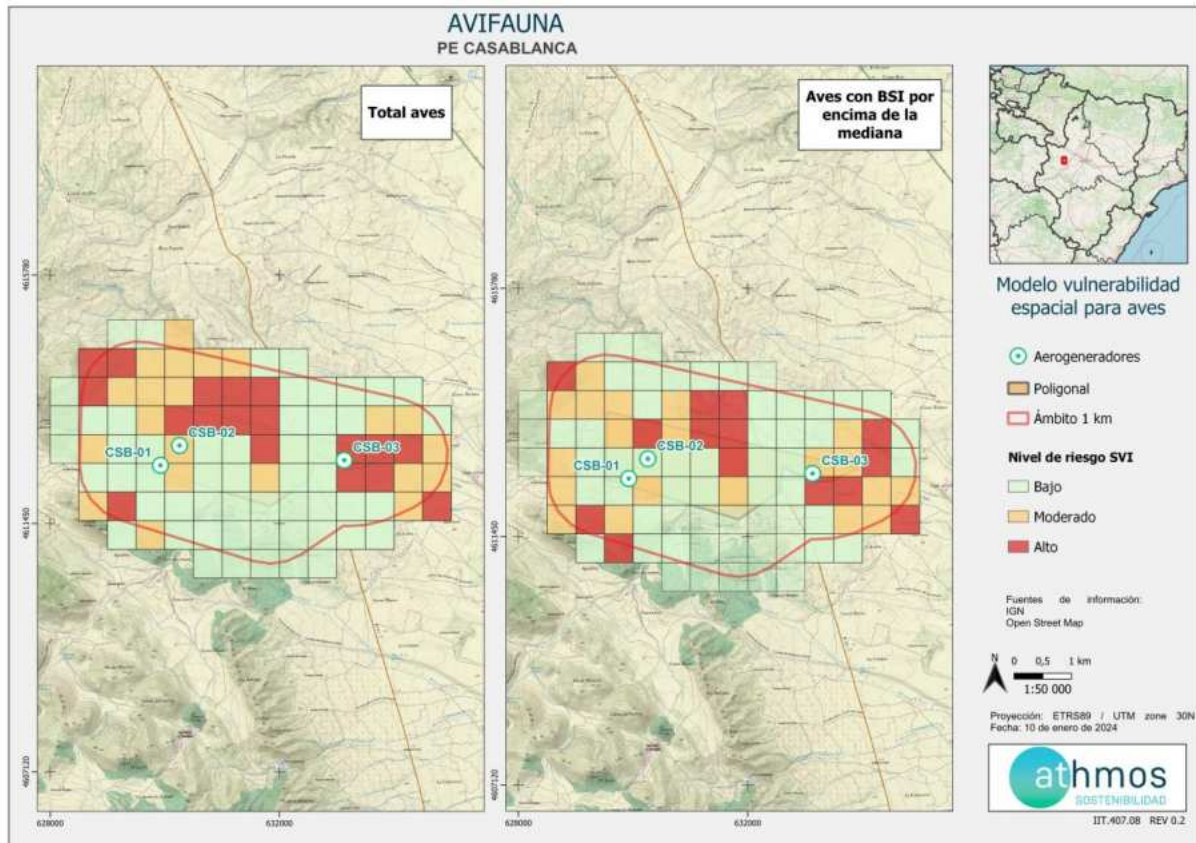 AVIFAUNA
PE CASABLANCA
Total aves
CSB-01
CSB-02
CSB-03
4615780
4611450
4607120
628000
632000
Aves con BSI por
encima de la
mediana
CSB-01
CSB-02
CSB-03
4615780
4611450
4607120
628000
632000
Modelo vulnerabilidad
espacial para aves
Aerogeneradores
Poligonal
Ámbito 1 km
Nivel de riesgo SVI
Bajo
Moderado
Alto
Fuentes de información:
IGN
Open Street Map
N
0 0,5 1 km
1:50 000
Proyección: ETRS89 / UTM zone 30N
Fecha: 10 de enero de 2024
athmos
SOSTENIBILIDAD
IIT.407.08 REV 0.2